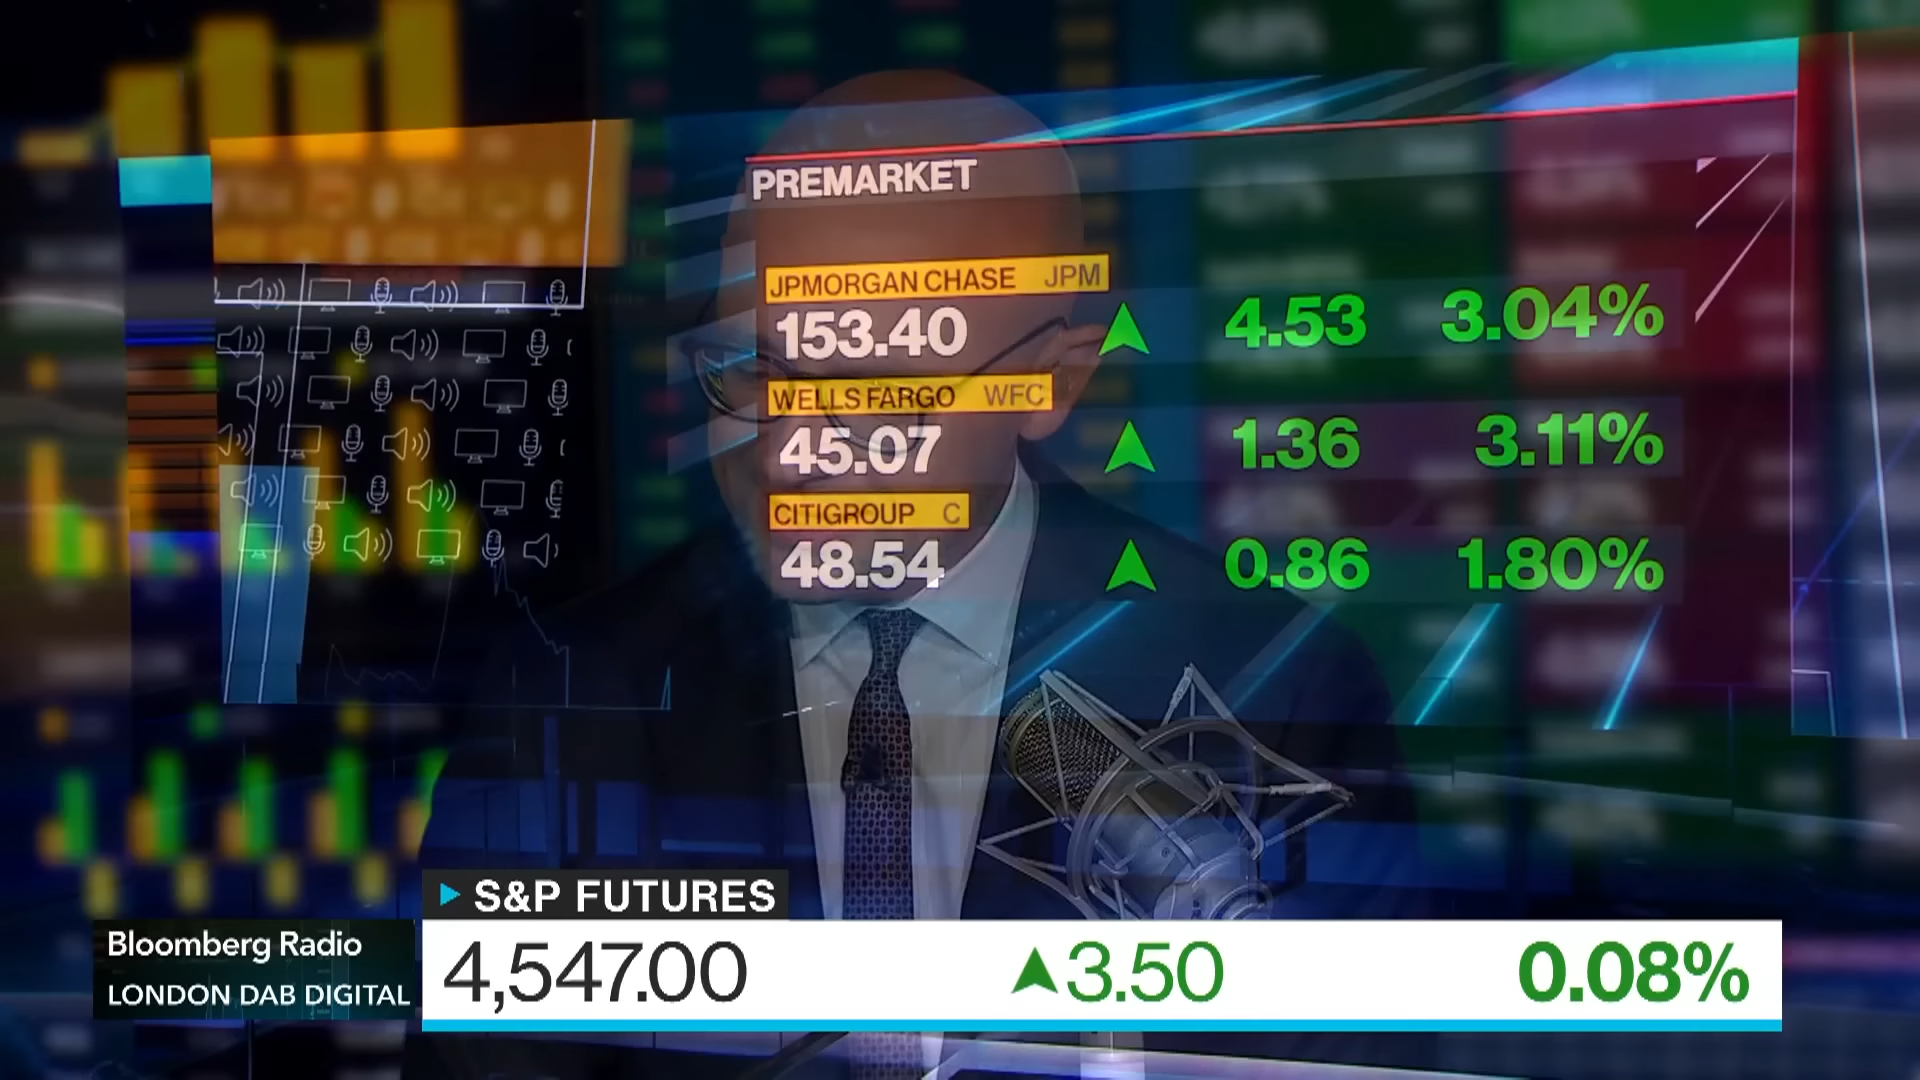 PREMARKET
JPMORGAN CHASE JPM
153.40 4.53 3.04%
WELLS FARGO WFC
45.07 1.36 3.11%
CITIGROUP C
48.54 0.86 1.80%
S&P FUTURES
4,547.00 3.50 0.08%
Bloomberg Radio
LONDON DAB DIGITAL